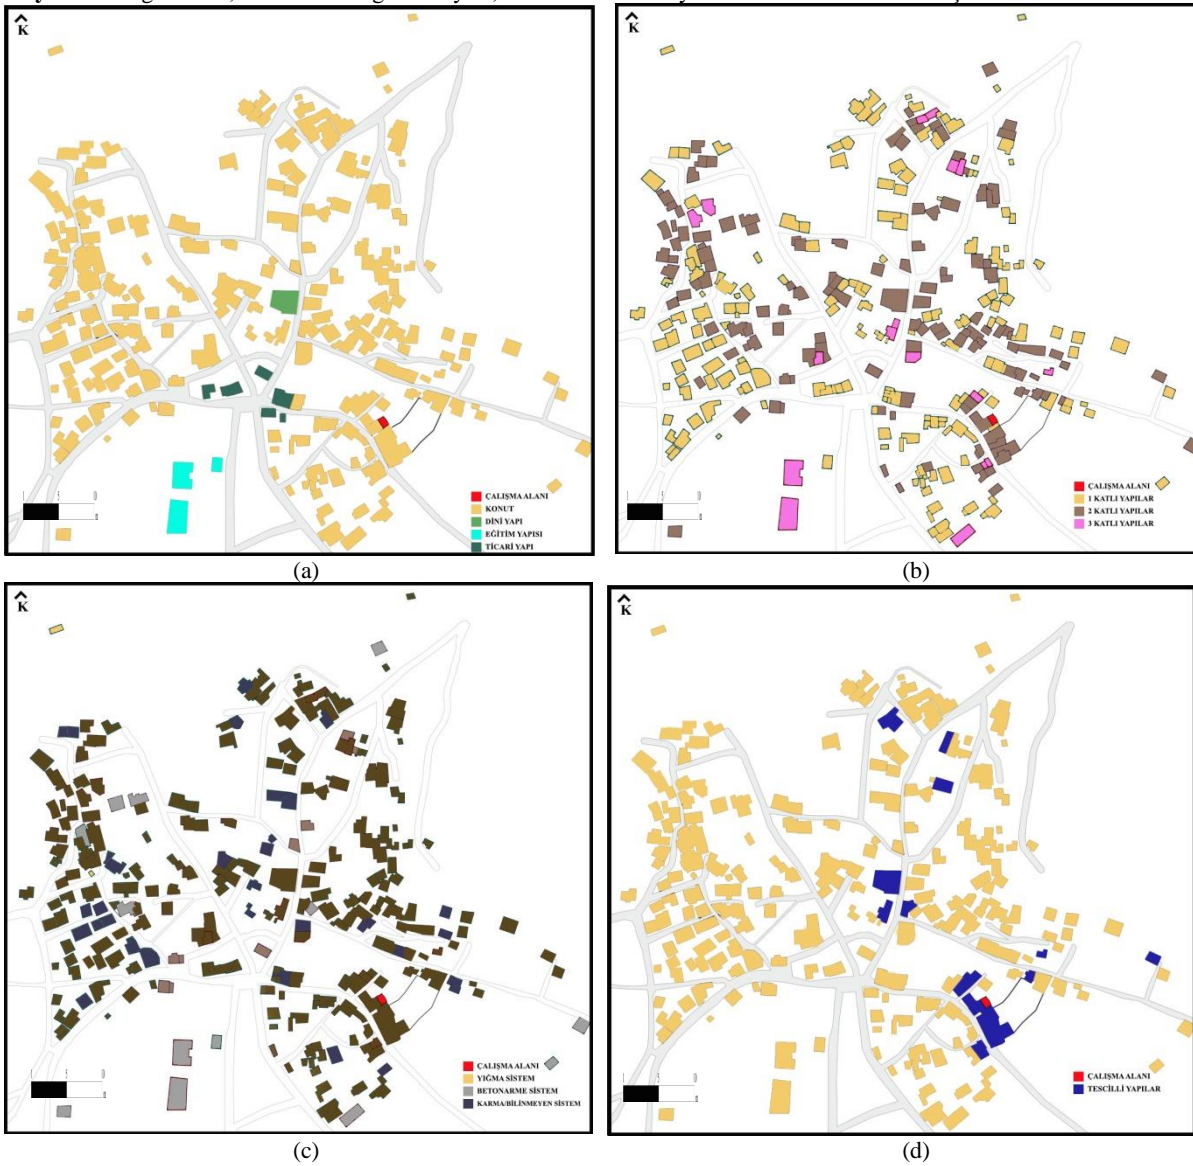 K
ÇALIŞMA ALANI
KONUT
DİNİ YAPI
EĞİTİM YAPISI
TİCARİ YAPI
(a)
K
ÇALIŞMA ALANI
1 KATLI YAPILAR
2 KATLI YAPILAR
3 KATLI YAPILAR
(b)
K
ÇALIŞMA ALANI
YIĞMA SİSTEM
BETONARME SİSTEM
KARMA/BİLİNMEYEN SİSTEM
(c)
K
ÇALIŞMA ALANI
TESCİLLİ YAPILAR
(d)